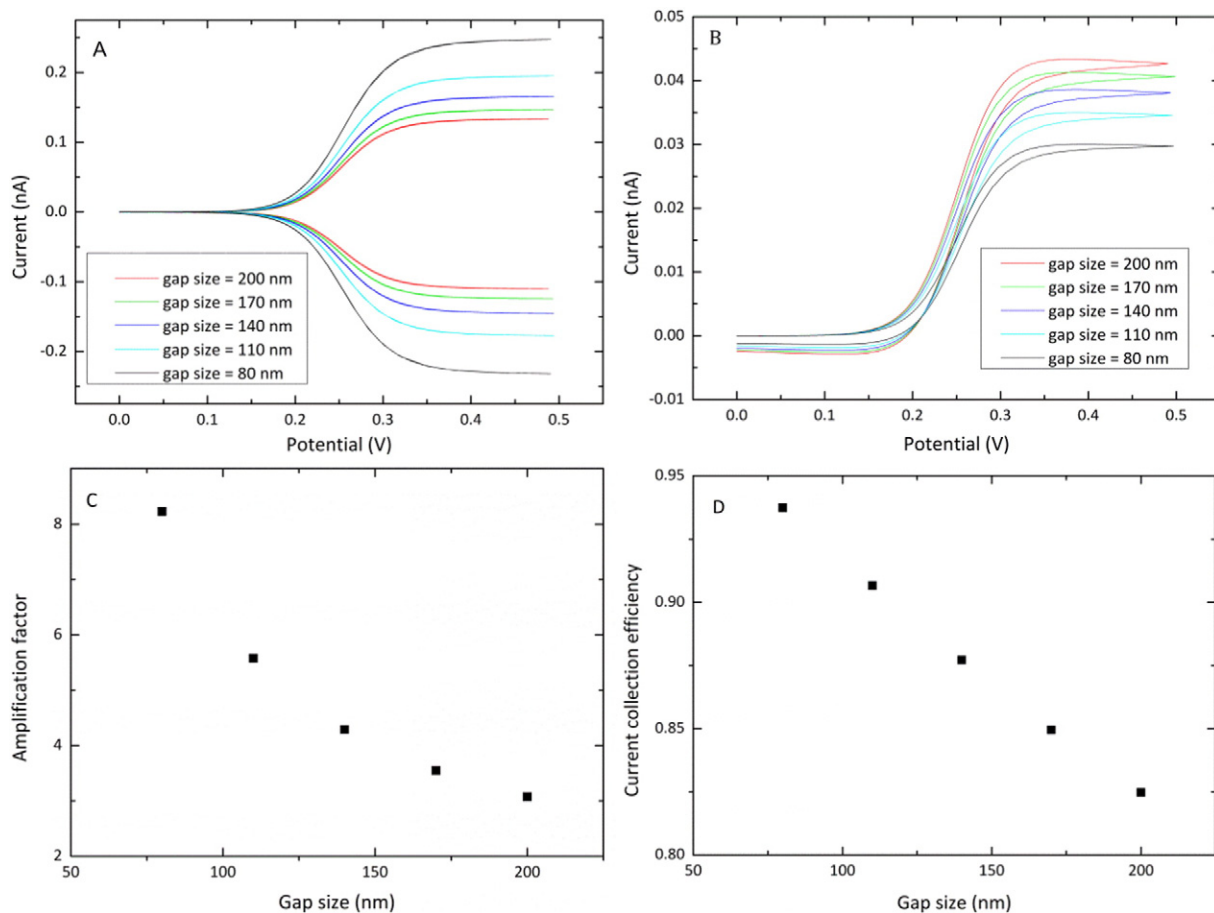 A
0.2
0.1
0.0
-0.1
-0.2
Current (nA)
gap size = 200 nm
gap size = 170 nm
gap size = 140 nm
gap size = 110 nm
gap size = 80 nm
0.0
0.1
0.2
0.3
0.4
0.5
Potential (V)
B
0.05
0.04
0.03
0.02
0.01
0.00
-0.01
Current (nA)
gap size = 200 nm
gap size = 170 nm
gap size = 140 nm
gap size = 110 nm
gap size = 80 nm
0.0
0.1
0.2
0.3
0.4
0.5
Potential (V)
C
8
6
4
2
Amplification factor
50
100
150
200
Gap size (nm)
D
0.95
0.90
0.85
0.80
Current collection efficiency
50
100
150
200
Gap size (nm)